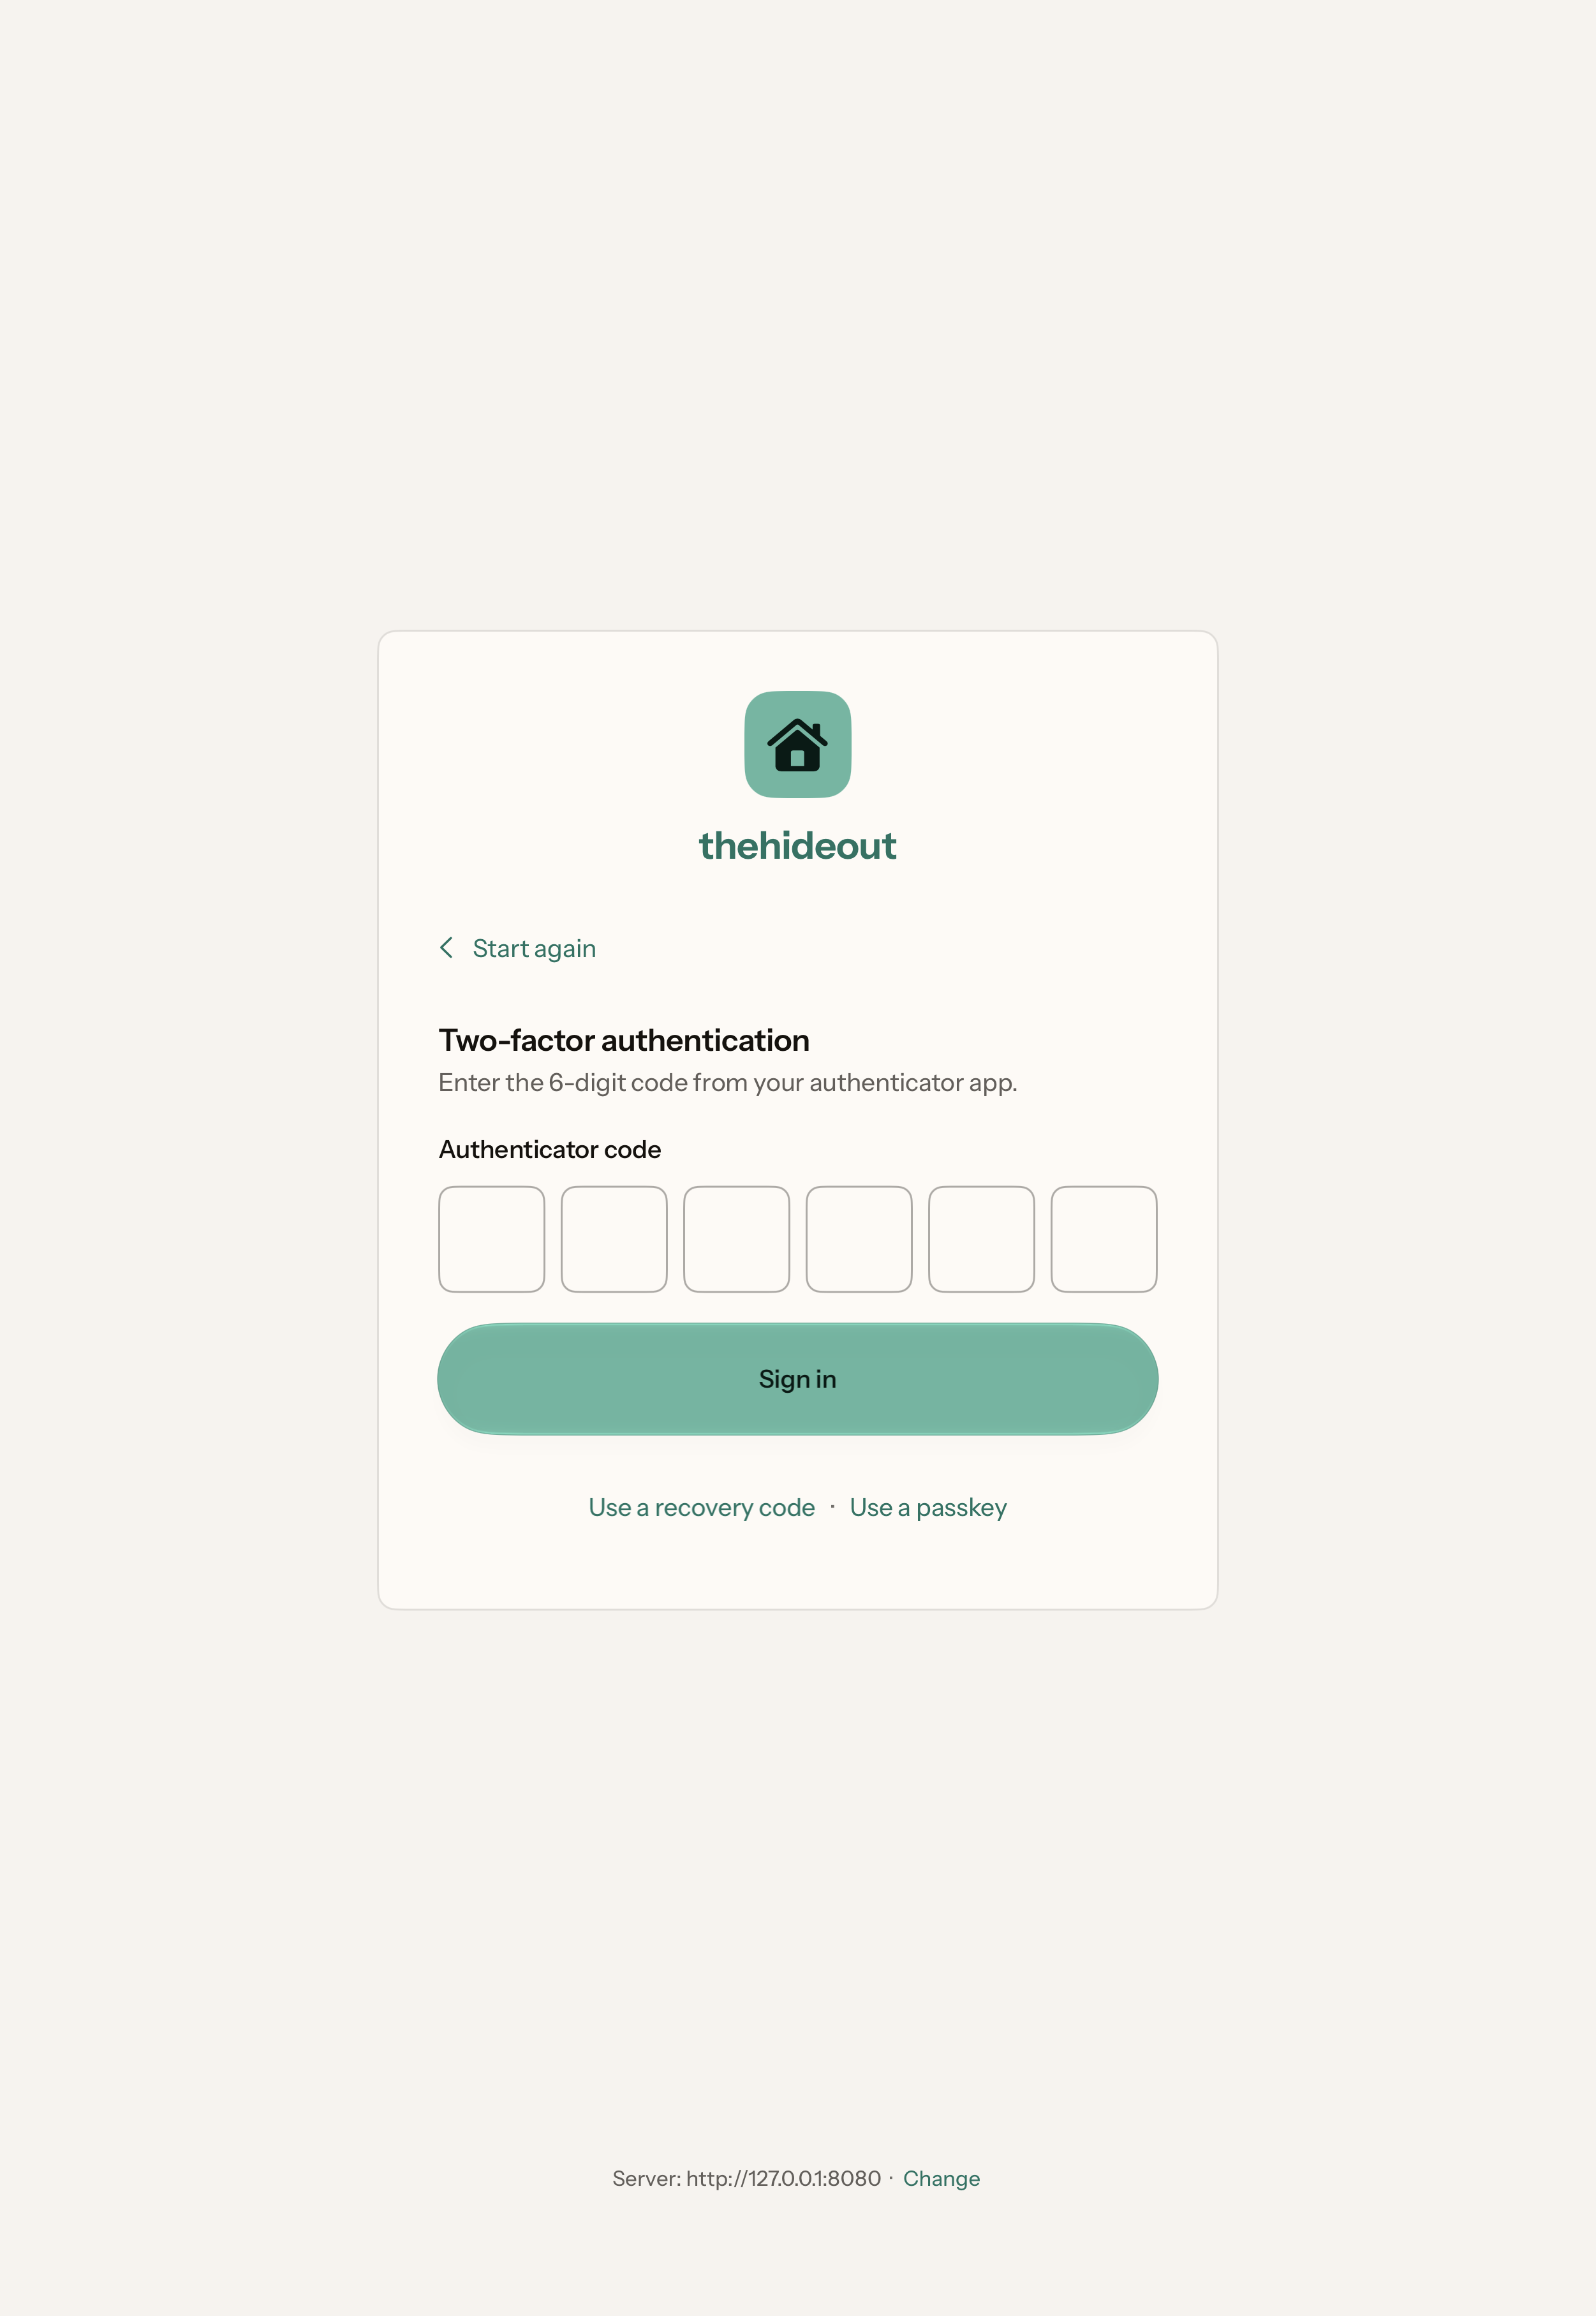 thehideout
Start again
Two-factor authentication
Enter the 6-digit code from your authenticator app.
Authenticator code
Sign in
Use a recovery code · Use a passkey
Server: http://127.0.0.1:8080 · Change